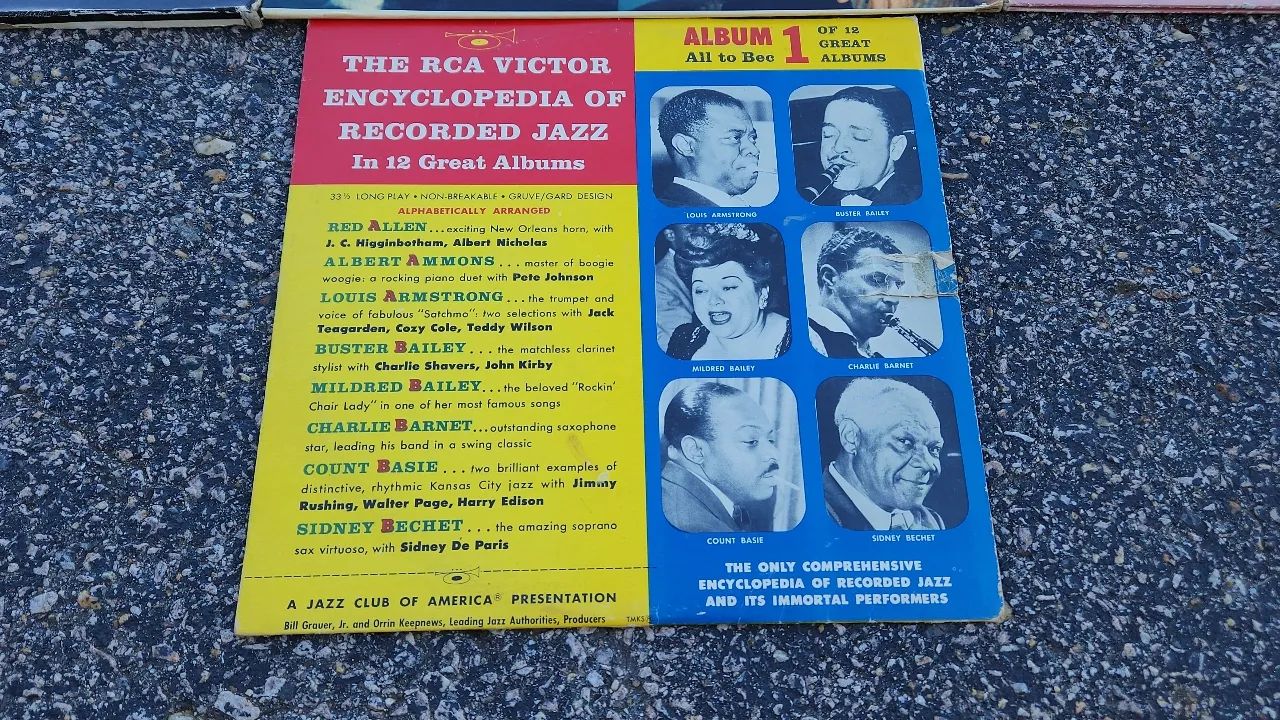 THE RCA VICTOR
ENCYCLOPEDIA OF
RECORDED JAZZ
In 12 Great Albums
33⅓ LONG PLAY • NON-BREAKABLE • GRUVE/GARD DESIGN
ALPHABETICALLY ARRANGED
RED ALLEN...exciting New Orleans horn, with
J. C. Higginbotham, Albert Nicholas
ALBERT AMMONS ... master of boogie
woogie: a rocking piano duet with Pete Johnson
LOUIS ARMSTRONG...the trumpet and
voice of fabulous "Satchmo": two selections with Jack
Teagarden, Cozy Cole, Teddy Wilson
BUSTER BAILEY ... the matchless clarinet
stylist with Charlie Shavers, John Kirby
MILDRED BAILEY...the beloved "Rockin'
Chair Lady" in one of her most famous songs
CHARLIE BARNET...outstanding saxophone
star, leading his band in a swing classic
COUNT BASIE ... two brilliant examples of
distinctive, rhythmic Kansas City jazz with Jimmy
Rushing, Walter Page, Harry Edison
SIDNEY BECHET ... the amazing soprano
sax virtuoso, with Sidney De Paris
A JAZZ CLUB OF AMERICA® PRESENTATION
Bill Grauer, Jr. and Orrin Keepnews, Leading Jazz Authorities, Producers
TMKS
ALBUM 1 OF 12
All to Bec GREAT
ALBUMS
LOUIS ARMSTRONG
BUSTER BAILEY
MILDRED BAILEY
CHARLIE BARNET
COUNT BASIE
SIDNEY BECHET
THE ONLY COMPREHENSIVE
ENCYCLOPEDIA OF RECORDED JAZZ
AND ITS IMMORTAL PERFORMERS